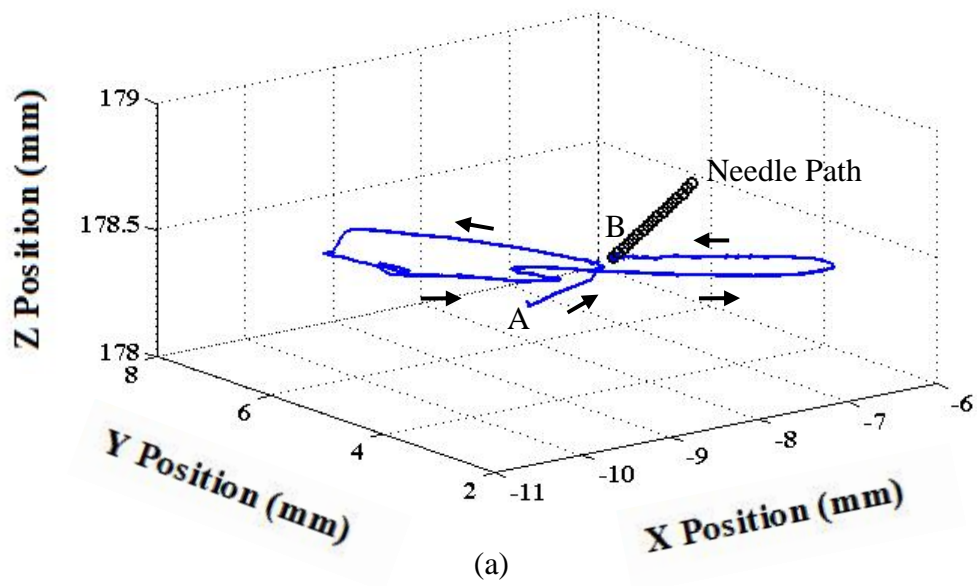 179
178.5
178
Z Position (mm)
Needle Path
B
A
8
6
4
2
Y Position (mm)
-11
-10
-9
-8
-7
-6
X Position (mm)
(a)